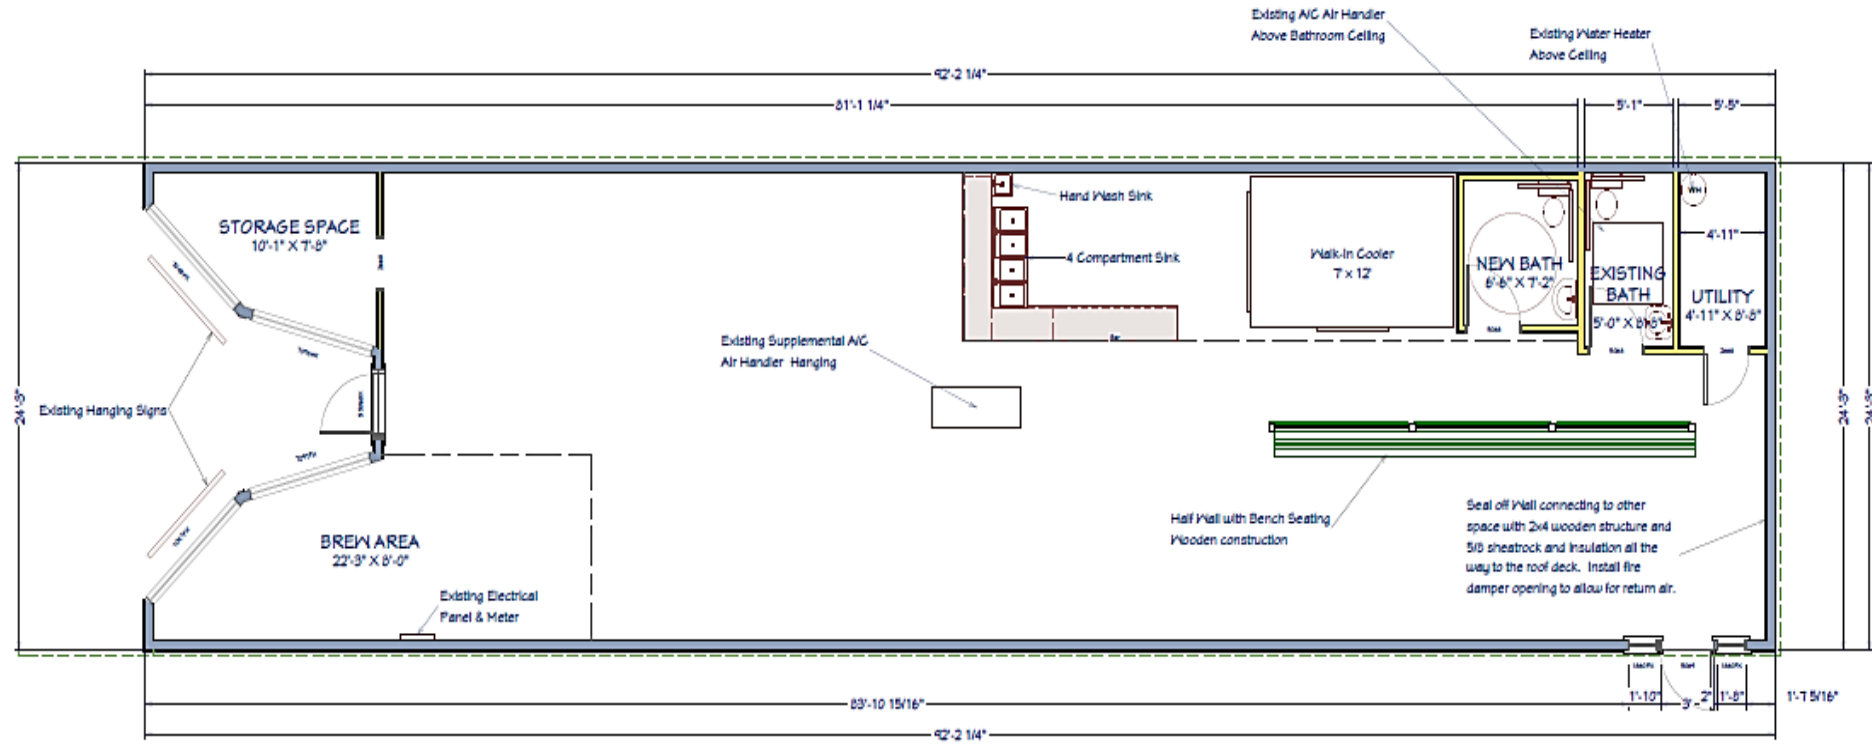 Existing A/C Air Handler
Above Bathroom Ceiling
Existing Water Heater
Above Ceiling
92'-2 1/4"
81'-1 1/4"
5'-1"
5'-5"
STORAGE SPACE
10'-1" X 7'-8"
Hand Wash Sink
4 Compartment Sink
Walk-In Cooler
7 x 12'
NEW BATH
6'-6" X 7'-2"
EXISTING
BATH
WH
4'-11"
UTILITY
4'-11" X 8'-8"
Bar
Existing Supplemental A/C
Air Handler Hanging
Existing Hanging Signs
24'-3"
24'-3"
24'-3"
Half Wall with Bench Seating
Wooden construction
Seal off Wall connecting to other
space with 2x4 wooden structure and
5/8 sheatrock and insulation all the
way to the roof deck. Install fire
damper opening to allow for return air.
BREW AREA
22'-3" X 8'-0"
Existing Electrical
Panel & Meter
83'-10 15/16"
1'-10"
3'
2"
1'-8"
1'-7 5/16"
92'-2 1/4"